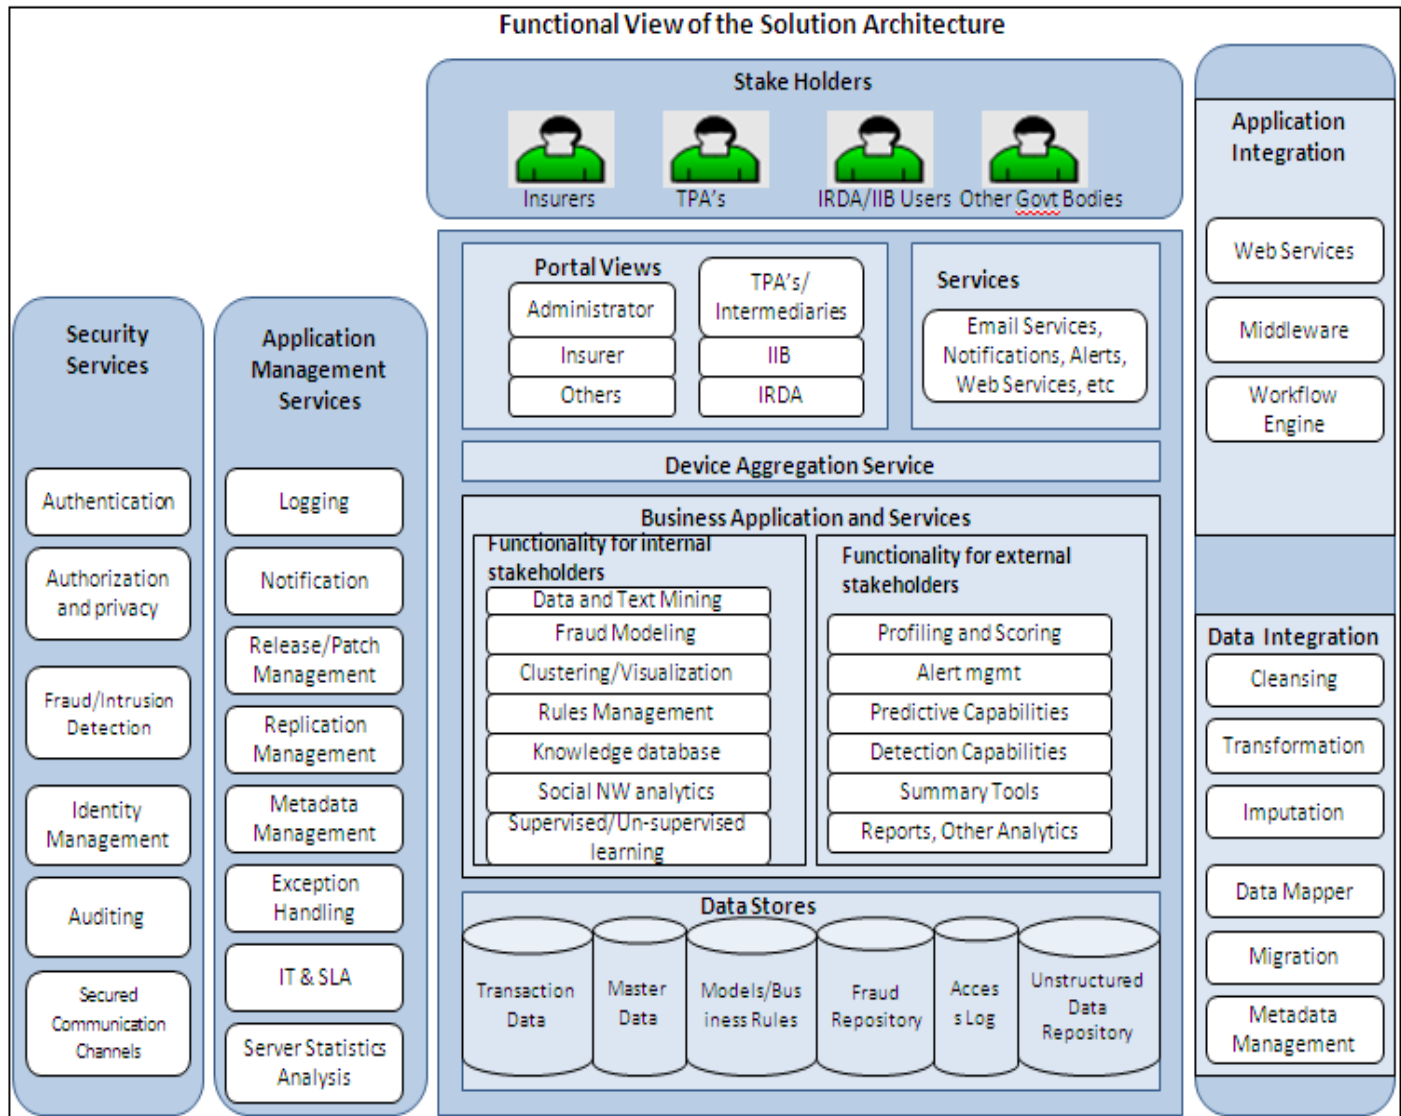 Functional View of the Solution Architecture
Stake Holders
Insurers
TPA's
IRDA/IIB Users
Other Govt Bodies
Security
Services
Authentication
Authorization
and privacy
Fraud/Intrusion
Detection
Identity
Management
Auditing
Secured
Communication
Channels
Application
Management
Services
Logging
Notification
Release/Patch
Management
Replication
Management
Metadata
Management
Exception
Handling
IT & SLA
Server Statistics
Analysis
Portal Views
Administrator
Insurer
Others
TPA's/
Intermediaries
IIB
IRDA
Services
Email Services,
Notifications, Alerts,
Web Services, etc
Device Aggregation Service
Business Application and Services
Functionality for internal
stakeholders
Data and Text Mining
Fraud Modeling
Clustering/Visualization
Rules Management
Knowledge database
Social NW analytics
Supervised/Un-supervised
learning
Functionality for external
stakeholders
Profiling and Scoring
Alert mgmt
Predictive Capabilities
Detection Capabilities
Summary Tools
Reports, Other Analytics
Data Stores
Transaction
Data
Master
Data
Models/Bus
iness Rules
Fraud
Repository
Acces
s Log
Unstructured
Data
Repository
Application
Integration
Web Services
Middleware
Workflow
Engine
Data Integration
Cleansing
Transformation
Imputation
Data Mapper
Migration
Metadata
Management